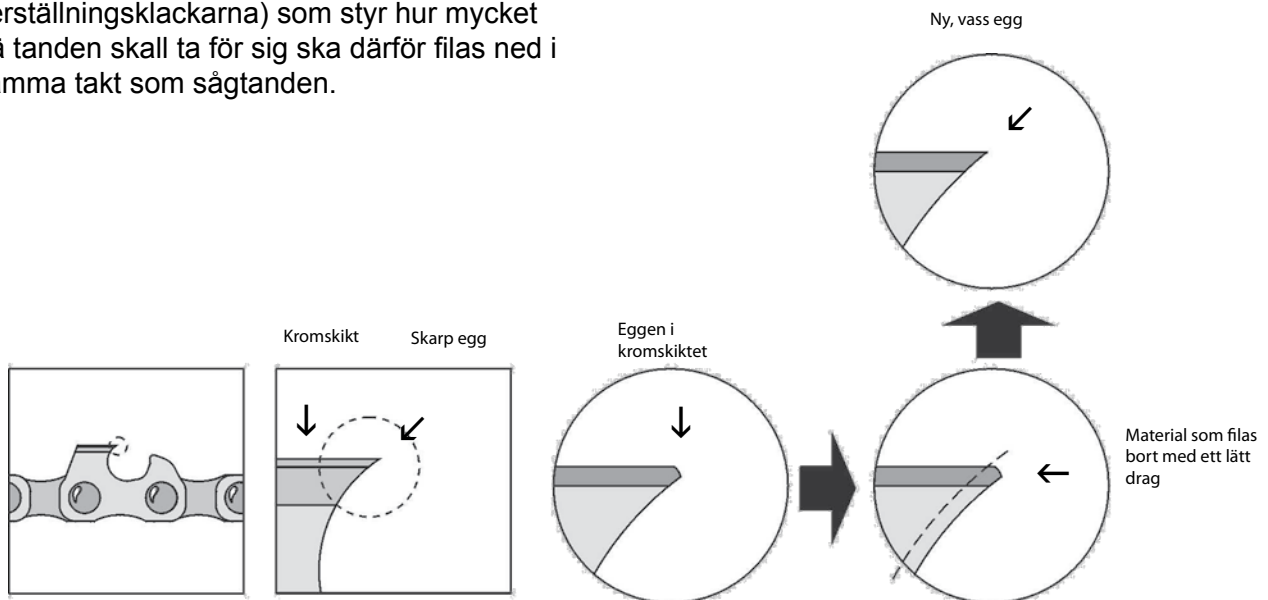 erställningsklackarna) som styr hur mycket
tanden skall ta för sig ska därför filas ned i
mma takt som sågtanden.
Ny, vass egg
Kromskikt
Skarp egg
Eggen i
kromskiktet
Material som filas
bort med ett lätt
drag